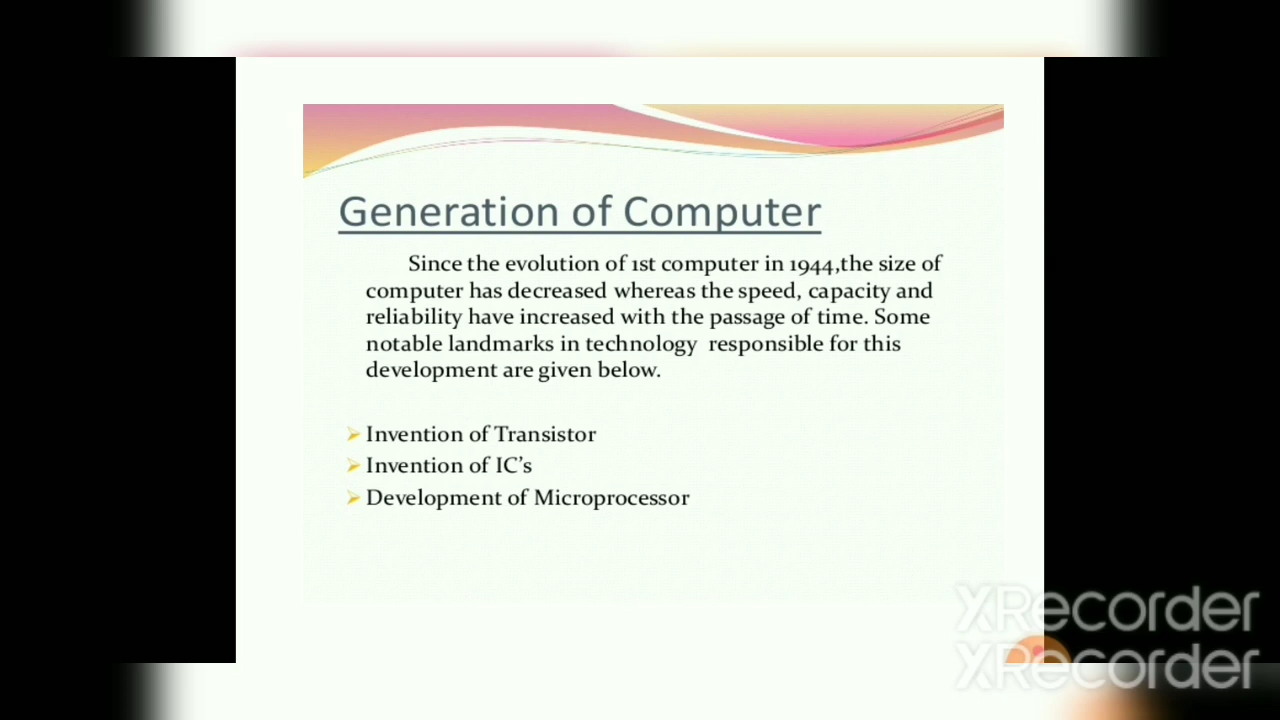 Generation of Computer
Since the evolution of 1st computer in 1944,the size of
computer has decreased whereas the speed, capacity and
reliability have increased with the passage of time. Some
notable landmarks in technology  responsible for this
development are given below.
Invention of Transistor
Invention of IC’s
Development of Microprocessor
XRecorder
XRecorder